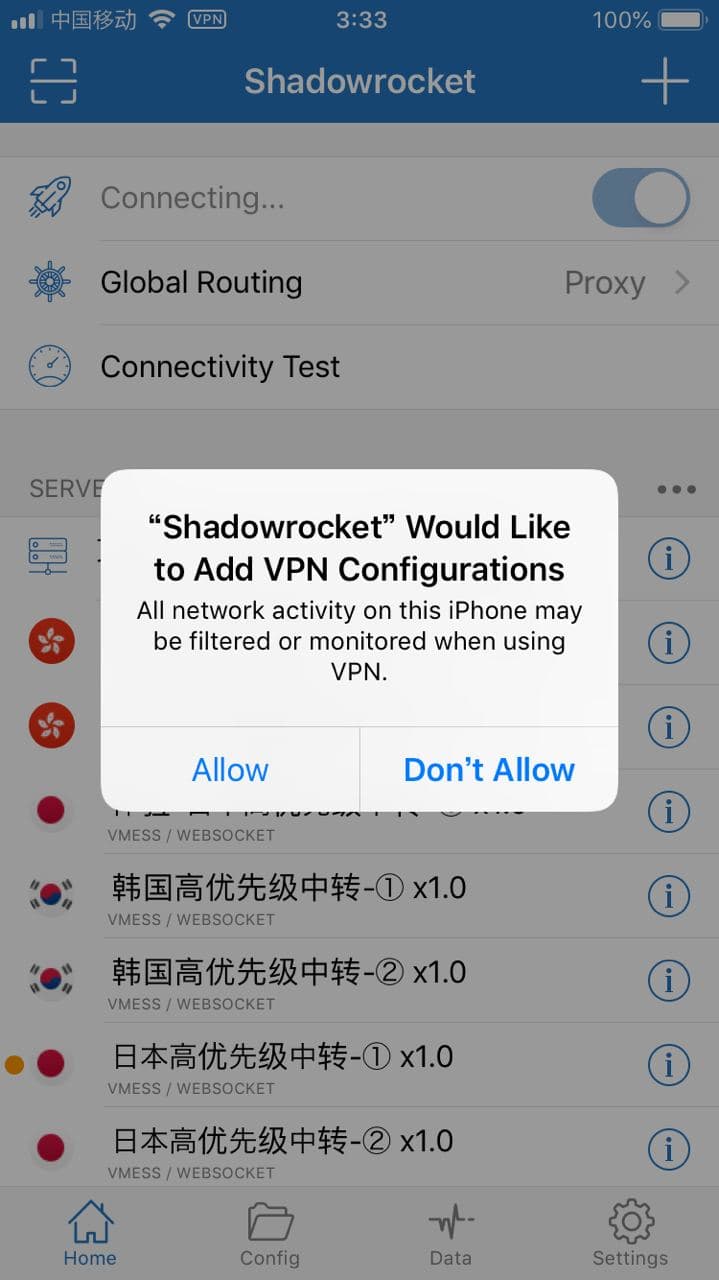 中国移动 VPN 3:33 100%
Shadowrocket
Connecting...
Global Routing Proxy
Connectivity Test
SERVE
“Shadowrocket” Would Like
to Add VPN Configurations
All network activity on this iPhone may
be filtered or monitored when using
VPN.
Allow Don’t Allow
VMESS / WEBSOCKET
韩国高优先级中转-① x1.0
VMESS / WEBSOCKET
韩国高优先级中转-② x1.0
VMESS / WEBSOCKET
日本高优先级中转-① x1.0
VMESS / WEBSOCKET
日本高优先级中转-② x1.0
VMESS / WEBSOCKET
Home Config Data Settings